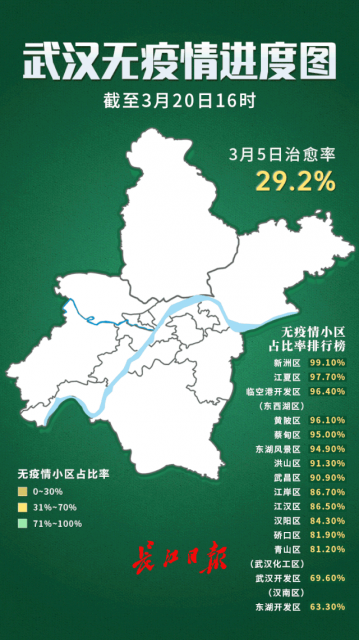 武汉无疫情进度图
截至3月20日16时
3月5日治愈率
29.2%
无疫情小区
占比率排行榜
新洲区 99.10%
江夏区 97.70%
临空港开发区 96.40%
（东西湖区）
黄陂区 96.10%
蔡甸区 95.00%
东湖风景区 94.90%
洪山区 91.30%
武昌区 90.90%
江岸区 86.70%
江汉区 86.50%
汉阳区 84.30%
硚口区 81.90%
青山区 81.20%
（武汉化工区）
武汉开发区 69.60%
（汉南区）
东湖开发区 63.30%
无疫情小区占比率
0~30%
31%~70%
71%~100%
长江日报